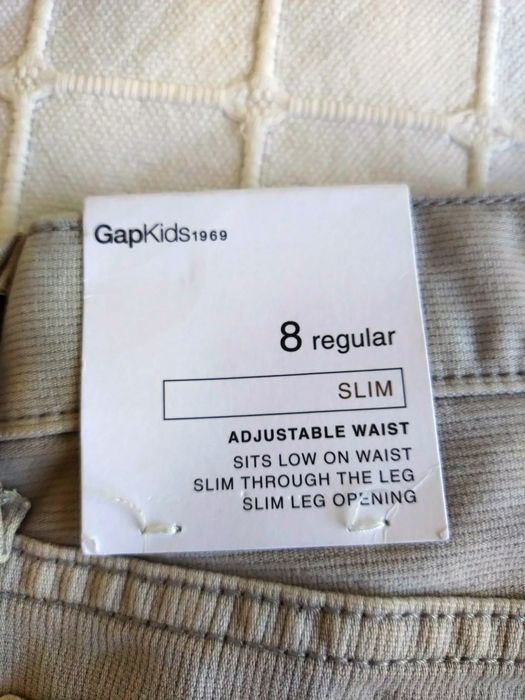 GapKids1969
8 regular
SLIM
ADJUSTABLE WAIST
SITS LOW ON WAIST
SLIM THROUGH THE LEG
SLIM LEG OPENING